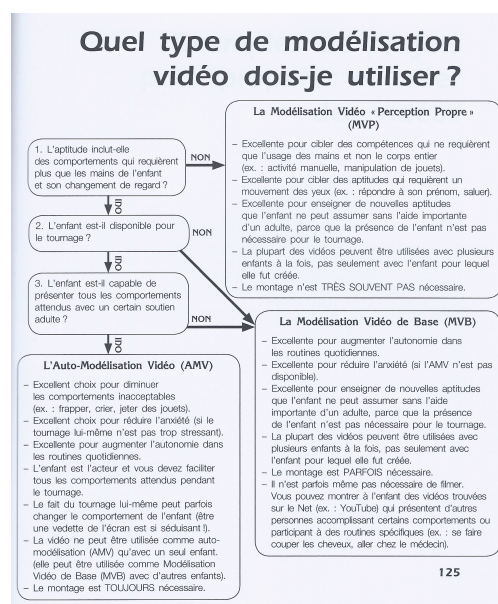 Quel type de modélisation
vidéo dois-je utiliser ?
La Modélisation Vidéo « Perception Propre »
(MVP)
– Excellente pour cibler des compétences qui ne requièrent
que l'usage des mains et non le corps entier
(ex. : activité manuelle, manipulation de jouets).
– Excellente pour cibler des aptitudes qui requièrent un
mouvement des yeux (ex. : répondre à son prénom, saluer).
– Excellente pour enseigner de nouvelles aptitudes
que l'enfant ne peut assumer sans l'aide importante
d'un adulte, parce que la présence de l'enfant n'est pas
nécessaire pour le tournage.
– La plupart des vidéos peuvent être utilisées avec plusieurs
enfants à la fois, pas seulement avec l'enfant pour lequel
elle fut créée.
– Le montage n'est TRÈS SOUVENT PAS nécessaire.
1. L'aptitude inclut-elle
des comportements qui requièrent
plus que les mains de l'enfant
et son changement de regard ?
NON
OUI
2. L'enfant est-il disponible pour
le tournage ?
NON
OUI
3. L'enfant est-il capable de
présenter tous les comportements
attendus avec un certain soutien
adulte ?
NON
OUI
La Modélisation Vidéo de Base (MVB)
– Excellente pour augmenter l'autonomie dans
les routines quotidiennes.
– Excellente pour réduire l'anxiété (si l'AMV n'est pas
disponible).
– Excellente pour enseigner de nouvelles aptitudes
que l'enfant ne peut assumer sans l'aide
importante d'un adulte, parce que la présence
de l'enfant n'est pas nécessaire pour le tournage.
– La plupart des vidéos peuvent être utilisées avec
plusieurs enfants à la fois, pas seulement avec
l'enfant pour lequel elle fut créée.
– Le montage est PARFOIS nécessaire.
– Il n'est parfois même pas nécessaire de filmer.
Vous pouvez montrer à l'enfant des vidéos trouvées
sur le Net (ex. : YouTube) qui présentent d'autres
personnes accomplissant certains comportements ou
participant à des routines spécifiques (ex. : se faire
couper les cheveux, aller chez le médecin).
L'Auto-Modélisation Vidéo (AMV)
– Excellent choix pour diminuer
les comportements inacceptables
(ex. : frapper, crier, jeter des jouets).
– Excellent choix pour réduire l'anxiété (si le
tournage lui-même n'est pas trop stressant).
– Excellente pour augmenter l'autonomie dans
les routines quotidiennes.
– L'enfant est l'acteur et vous devez faciliter
tous les comportements attendus pendant
le tournage.
– Le fait du tournage lui-même peut parfois
changer le comportement de l'enfant (être
une vedette de l'écran est si séduisant !).
– La vidéo ne peut être utilisée comme auto-
modélisation (AMV) qu'avec un seul enfant.
(elle peut être utilisée comme Modélisation
Vidéo de Base (MVB) avec d'autres enfants).
– Le montage est TOUJOURS nécessaire.
125